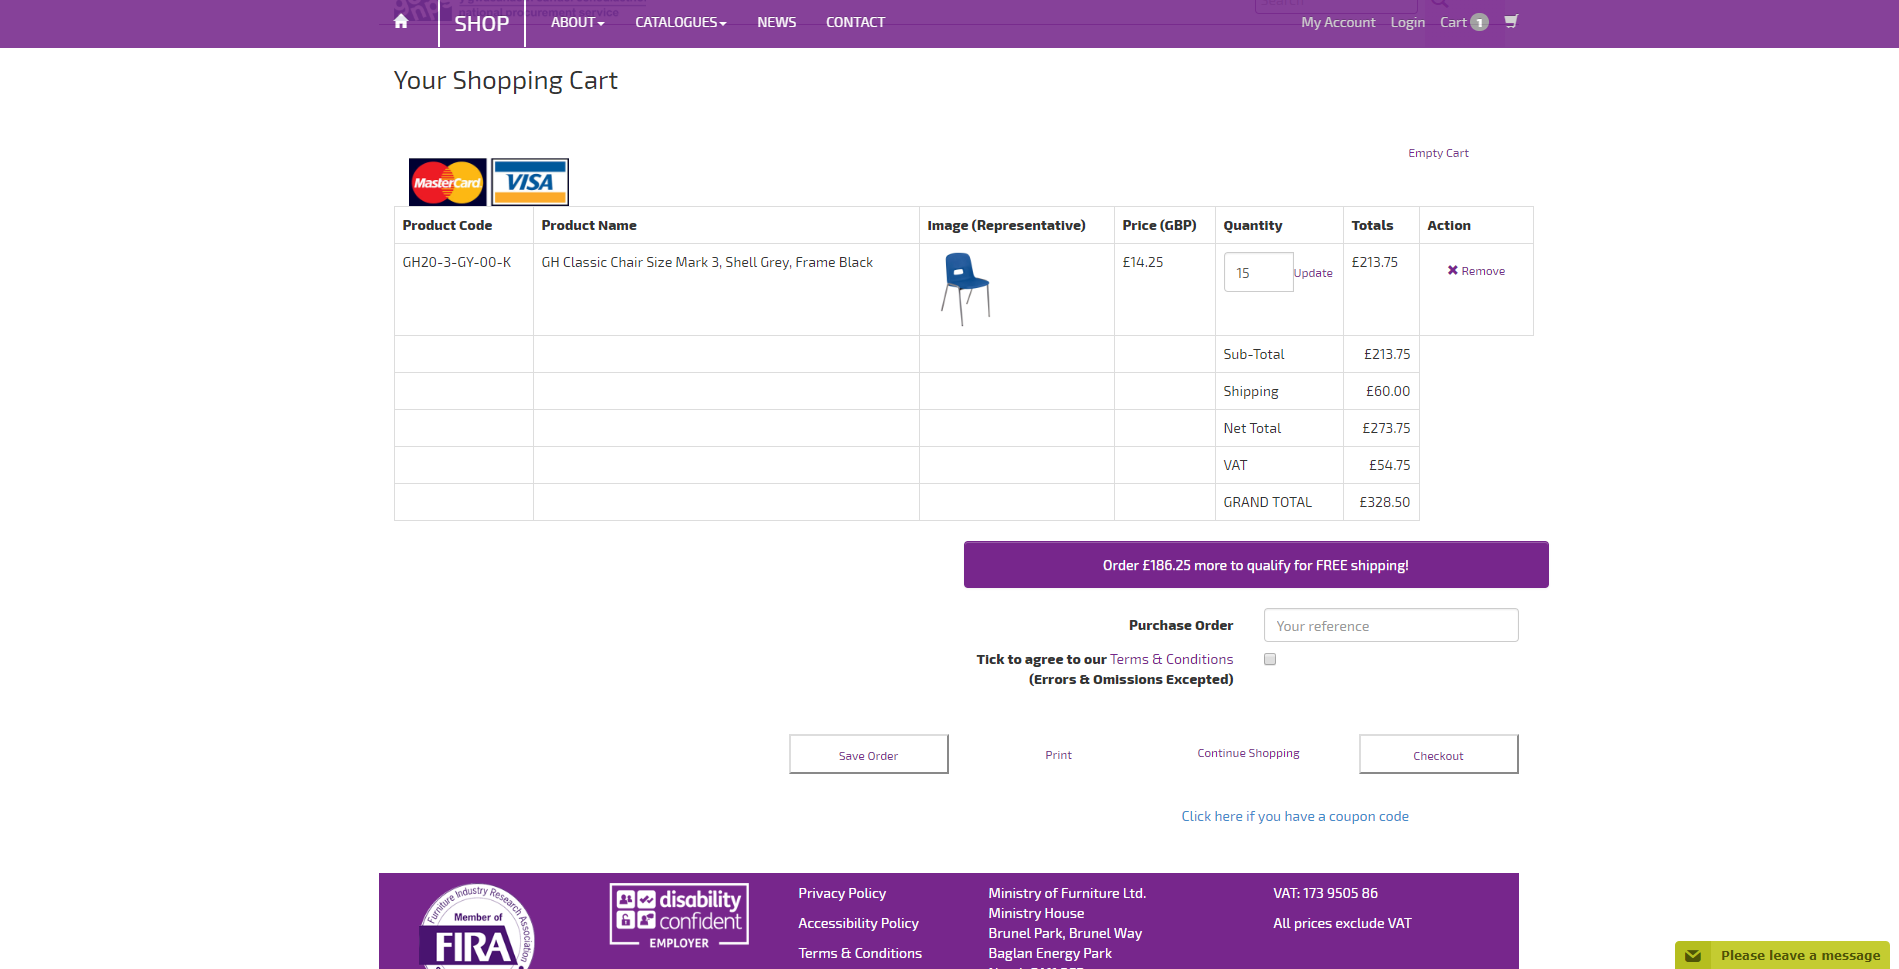 national procurement service
Search
SHOP ABOUT CATALOGUES NEWS CONTACT My Account Login Cart 1
Your Shopping Cart
Empty Cart
MasterCard VISA
Product Code Product Name Image (Representative) Price (GBP) Quantity Totals Action
GH20-3-GY-00-K GH Classic Chair Size Mark 3, Shell Grey, Frame Black £14.25 15 Update £213.75 ✖ Remove
Sub-Total £213.75
Shipping £60.00
Net Total £273.75
VAT £54.75
GRAND TOTAL £328.50
Order £186.25 more to qualify for FREE shipping!
Purchase Order Your reference
Tick to agree to our Terms & Conditions
(Errors & Omissions Excepted)
Save Order Print Continue Shopping Checkout
Click here if you have a coupon code
Furniture Industry Research Association
Member of
FIRA
disability
confident
EMPLOYER
Privacy Policy
Accessibility Policy
Terms & Conditions
Ministry of Furniture Ltd.
Ministry House
Brunel Park, Brunel Way
Baglan Energy Park
VAT: 173 9505 86
All prices exclude VAT
Please leave a message